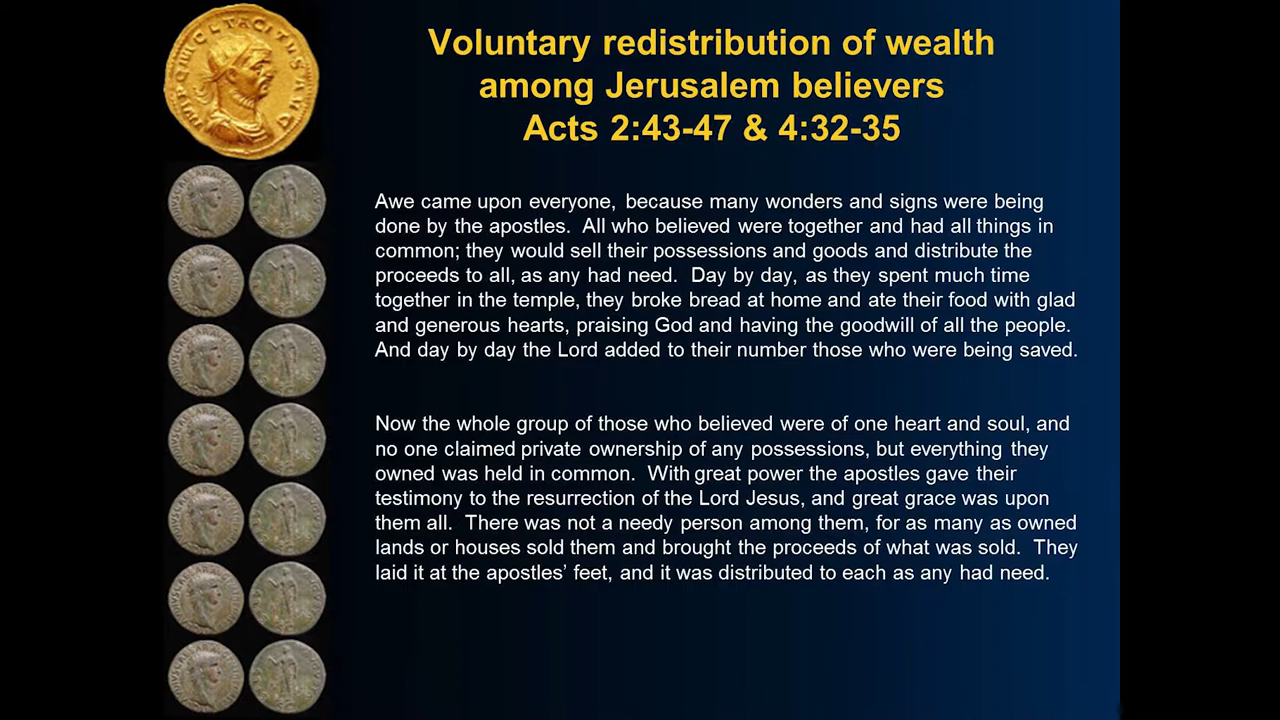 IMP C M CL TACITVS AVG
Voluntary redistribution of wealth
among Jerusalem believers
Acts 2:43-47 & 4:32-35
Awe came upon everyone, because many wonders and signs were being
done by the apostles.  All who believed were together and had all things in
common; they would sell their possessions and goods and distribute the
proceeds to all, as any had need.  Day by day, as they spent much time
together in the temple, they broke bread at home and ate their food with glad
and generous hearts, praising God and having the goodwill of all the people.
And day by day the Lord added to their number those who were being saved.
Now the whole group of those who believed were of one heart and soul, and
no one claimed private ownership of any possessions, but everything they
owned was held in common.  With great power the apostles gave their
testimony to the resurrection of the Lord Jesus, and great grace was upon
them all.  There was not a needy person among them, for as many as owned
lands or houses sold them and brought the proceeds of what was sold.  They
laid it at the apostles’ feet, and it was distributed to each as any had need.